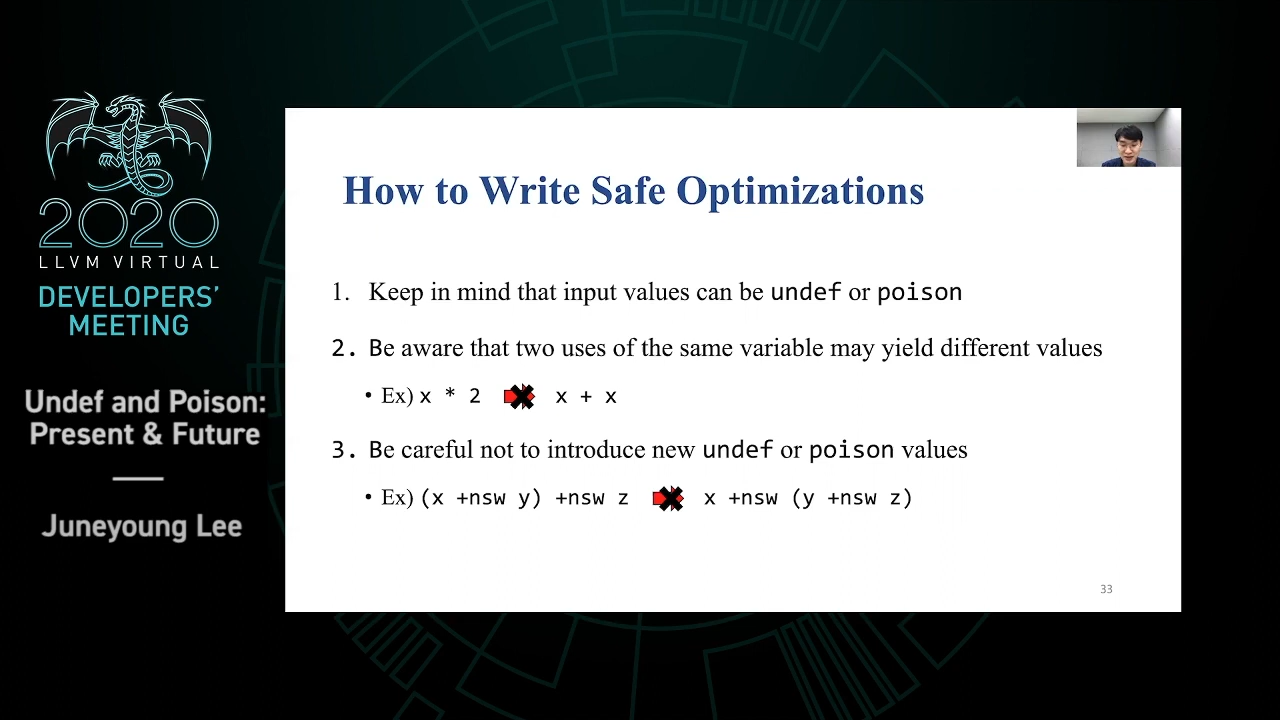 2020
LLVM VIRTUAL
DEVELOPERS'
MEETING
Undef and Poison:
Present & Future
Juneyoung Lee
How to Write Safe Optimizations
1. Keep in mind that input values can be undef or poison
2. Be aware that two uses of the same variable may yield different values
• Ex) x * 2 x + x
3. Be careful not to introduce new undef or poison values
• Ex) (x +nsw y) +nsw z x +nsw (y +nsw z)
33